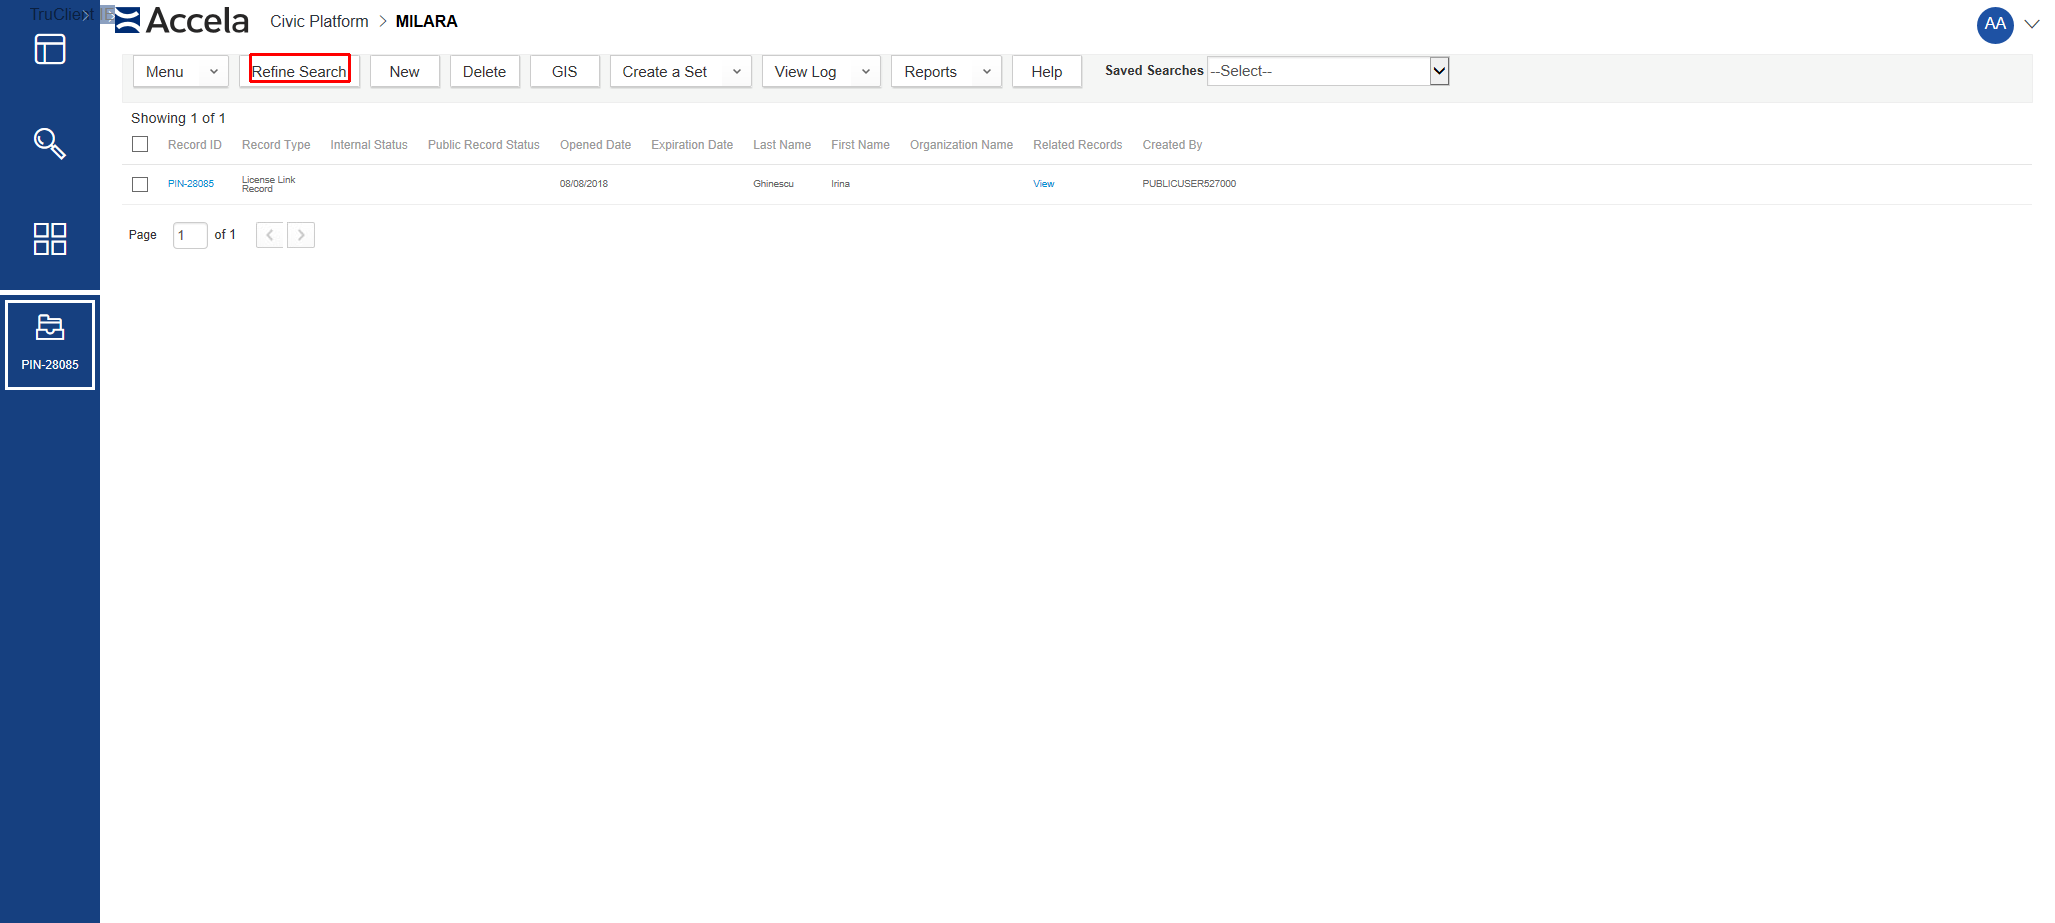 TruClient
Accela Civic Platform > MILARA AA
Menu Refine Search New Delete GIS Create a Set View Log Reports Help Saved Searches --Select--
Showing 1 of 1
Record ID Record Type Internal Status Public Record Status Opened Date Expiration Date Last Name First Name Organization Name Related Records Created By
PIN-28085 License Link Record 08/08/2018 Ghinescu Irina View PUBLICUSER527000
Page 1 of 1
PIN-28085